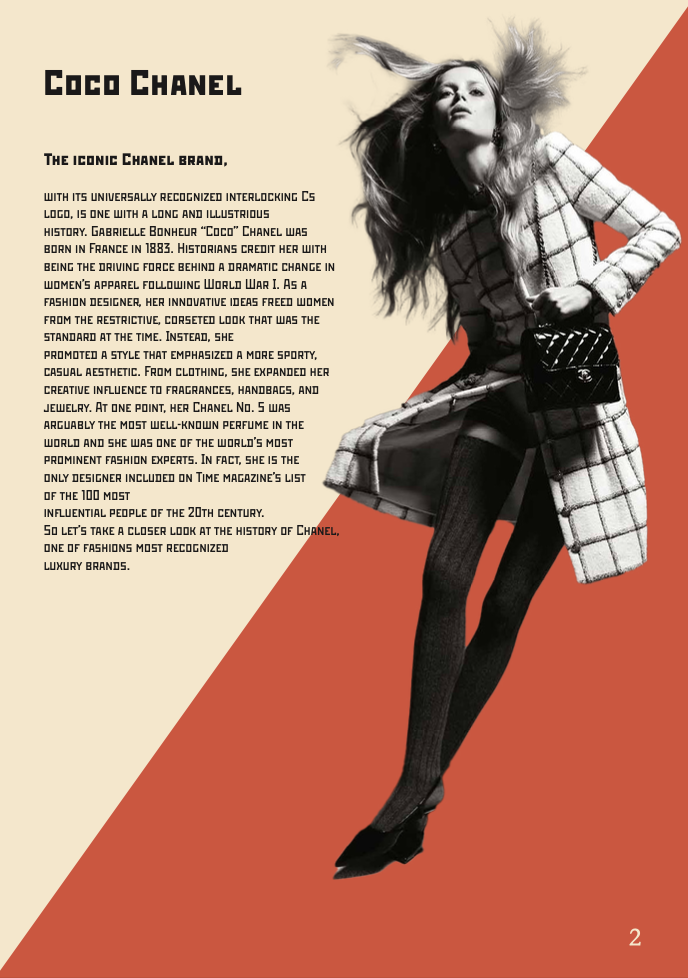 Coco Chanel
The iconic Chanel brand,
with its universally recognized interlocking Cs
logo, is one with a long and illustrious
history. Gabrielle Bonheur “Coco” Chanel was
born in France in 1883. Historians credit her with
being the driving force behind a dramatic change in
women's apparel following World War I. As a
fashion designer, her innovative ideas freed women
from the restrictive, corseted look that was the
standard at the time. Instead, she
promoted a style that emphasized a more sporty,
casual aesthetic. From clothing, she expanded her
creative influence to fragrances, handbags, and
jewelry. At one point, her Chanel No. 5 was
arguably the most well-known perfume in the
world and she was one of the world's most
prominent fashion experts. In fact, she is the
only designer included on Time magazine's list
of the 100 most
influential people of the 20th century.
So let's take a closer look at the history of Chanel,
one of fashions most recognized
luxury brands.
2